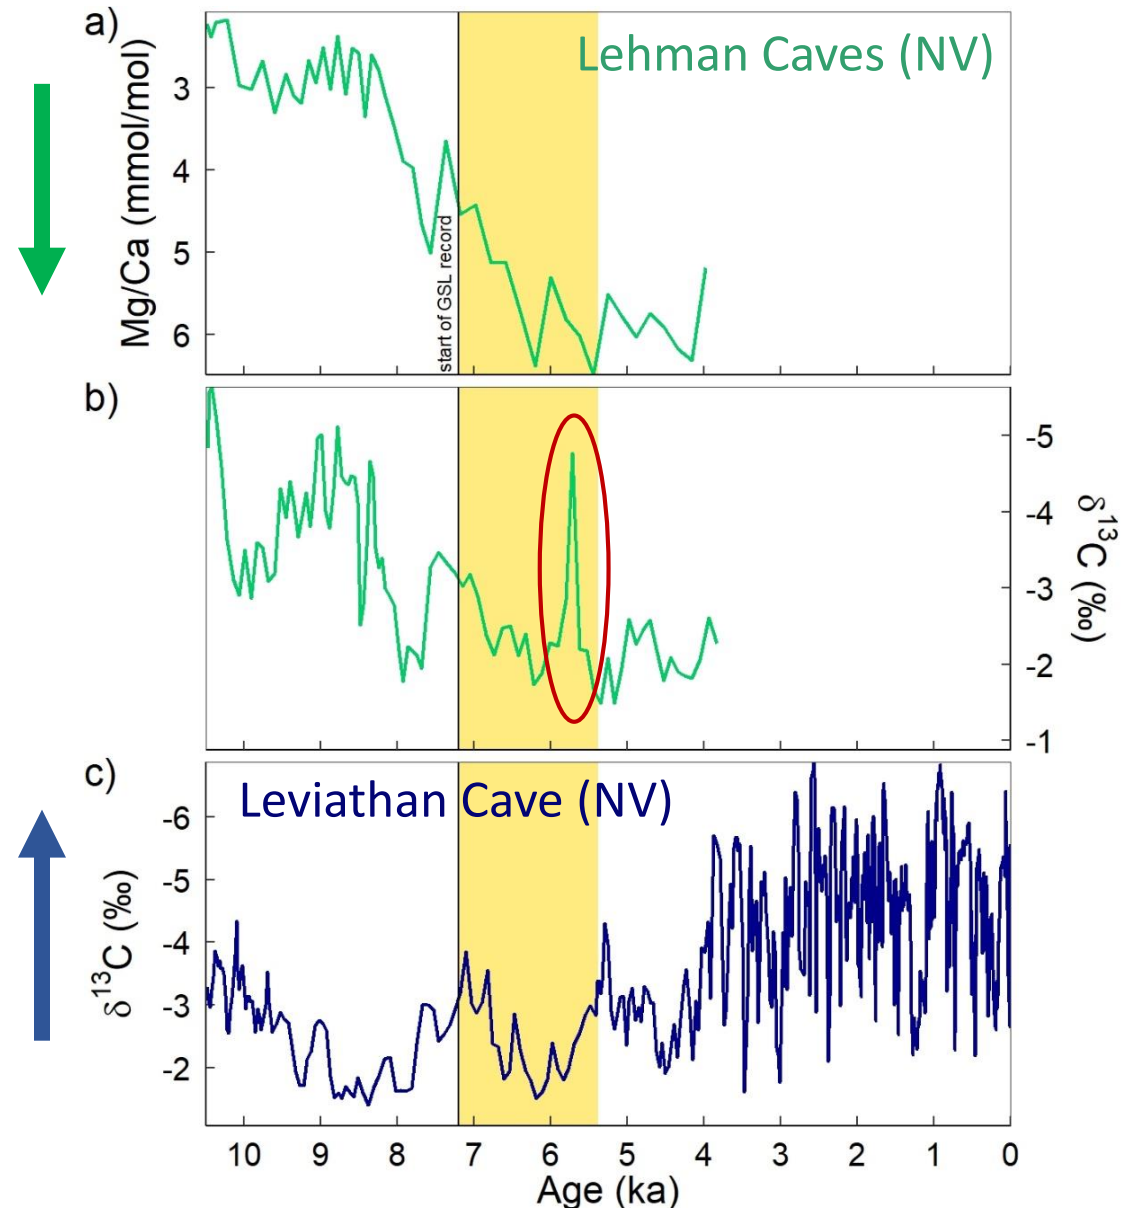 a)
Lehman Caves (NV)
Mg/Ca (mmol/mol)
3
4
5
6
start of GSL record
b)
-5
-4
-3
-2
-1
δ¹³C (‰)
c)
Leviathan Cave (NV)
δ¹³C (‰)
-6
-5
-4
-3
-2
10 9 8 7 6 5 4 3 2 1 0
Age (ka)